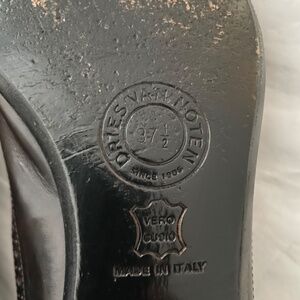 DRIES VAN NOTEN
37 1/2
SINCE 1986
VERO
CUOIO
MADE IN ITALY